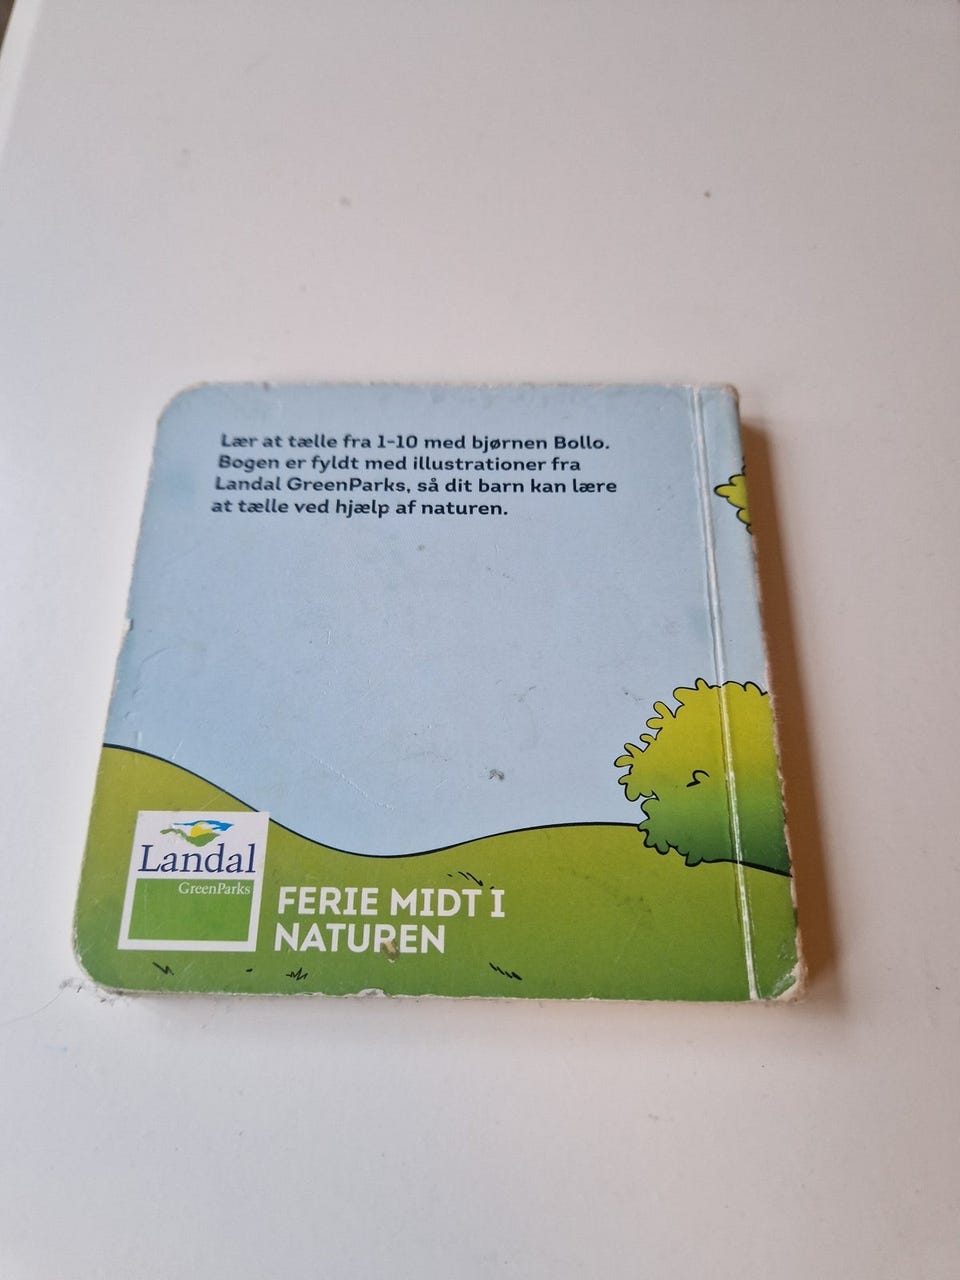 Lær at tælle fra 1-10 med bjørnen Bollo.
Bogen er fyldt med illustrationer fra
Landal GreenParks, så dit barn kan lære
at tælle ved hjælp af naturen.
Landal
GreenParks
FERIE MIDT I
NATUREN